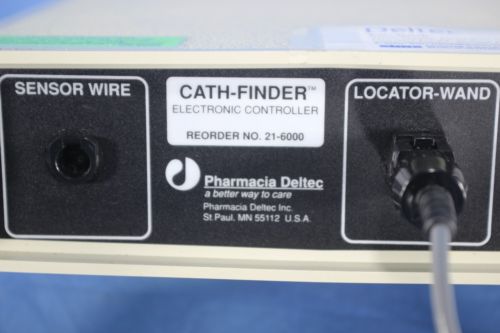 Deltec
SENSOR WIRE
CATH-FINDER™
ELECTRONIC CONTROLLER
REORDER NO. 21-6000
LOCATOR-WAND
Pharmacia Deltec
a better way to care
Pharmacia Deltec Inc.
St. Paul, MN 55112 U.S.A.